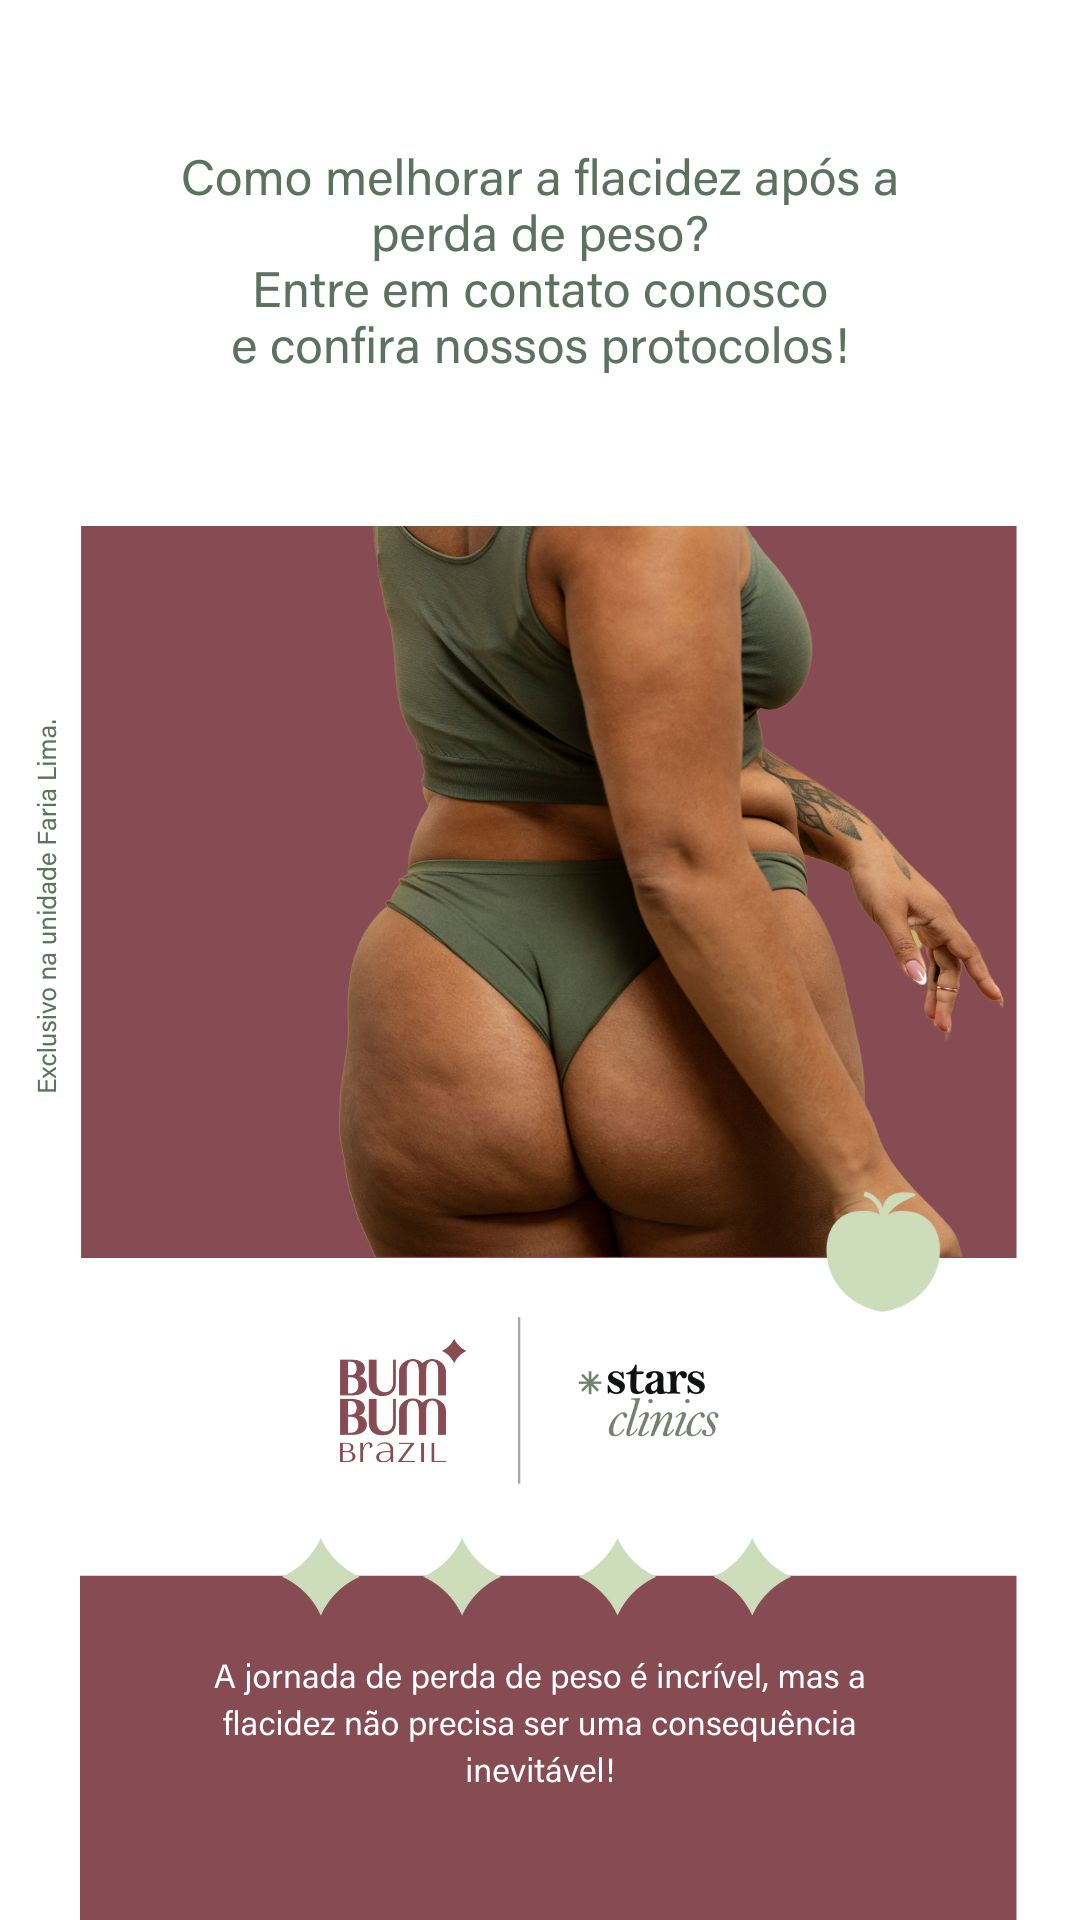 Como melhorar a flacidez após a
perda de peso?
Entre em contato conosco
e confira nossos protocolos!
Exclusivo na unidade Faria Lima.
BUM
BUM
BrazIL
stars
clinics
A jornada de perda de peso é incrível, mas a
flacidez não precisa ser uma consequência
inevitável!